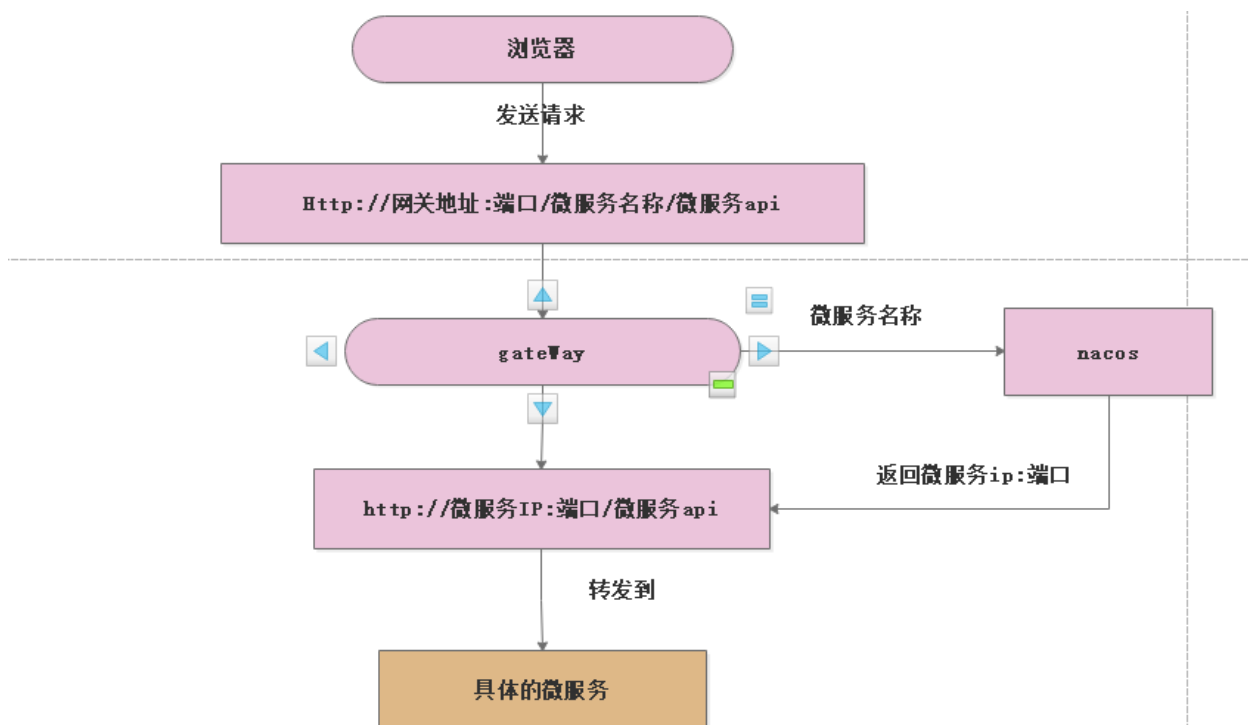 浏览器
发送请求
Http://网关地址:端口/微服务名称/微服务api
微服务名称
gateWay
nacos
返回微服务ip:端口
http://微服务IP:端口/微服务api
转发到
具体的微服务